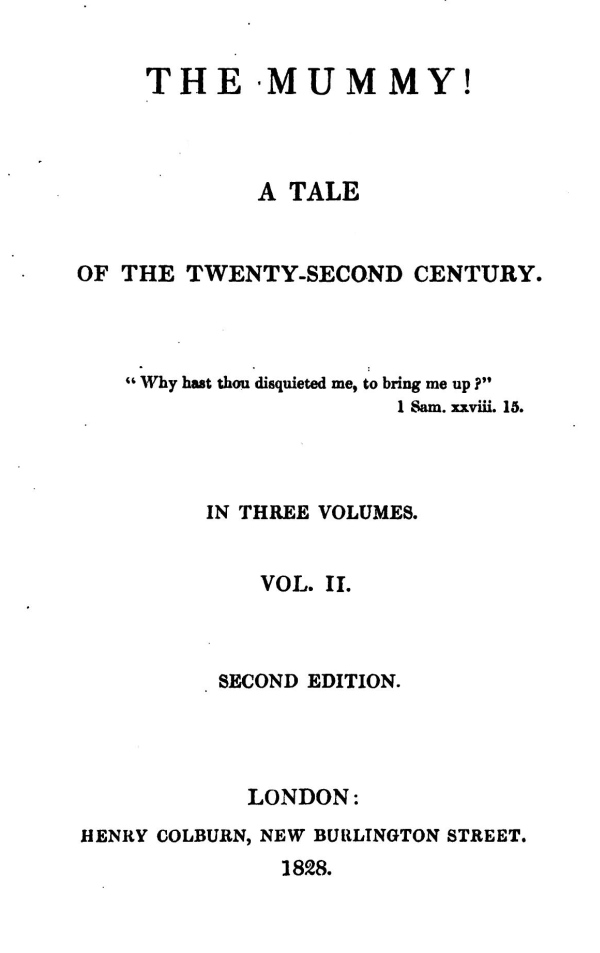 THE MUMMY!
A TALE
OF THE TWENTY-SECOND CENTURY.
“ Why hast thou disquieted me, to bring me up ?”
1 Sam. xxviii. 15.
IN THREE VOLUMES.
VOL. II.
SECOND EDITION.
LONDON:
HENRY COLBURN, NEW BURLINGTON STREET.
1828.